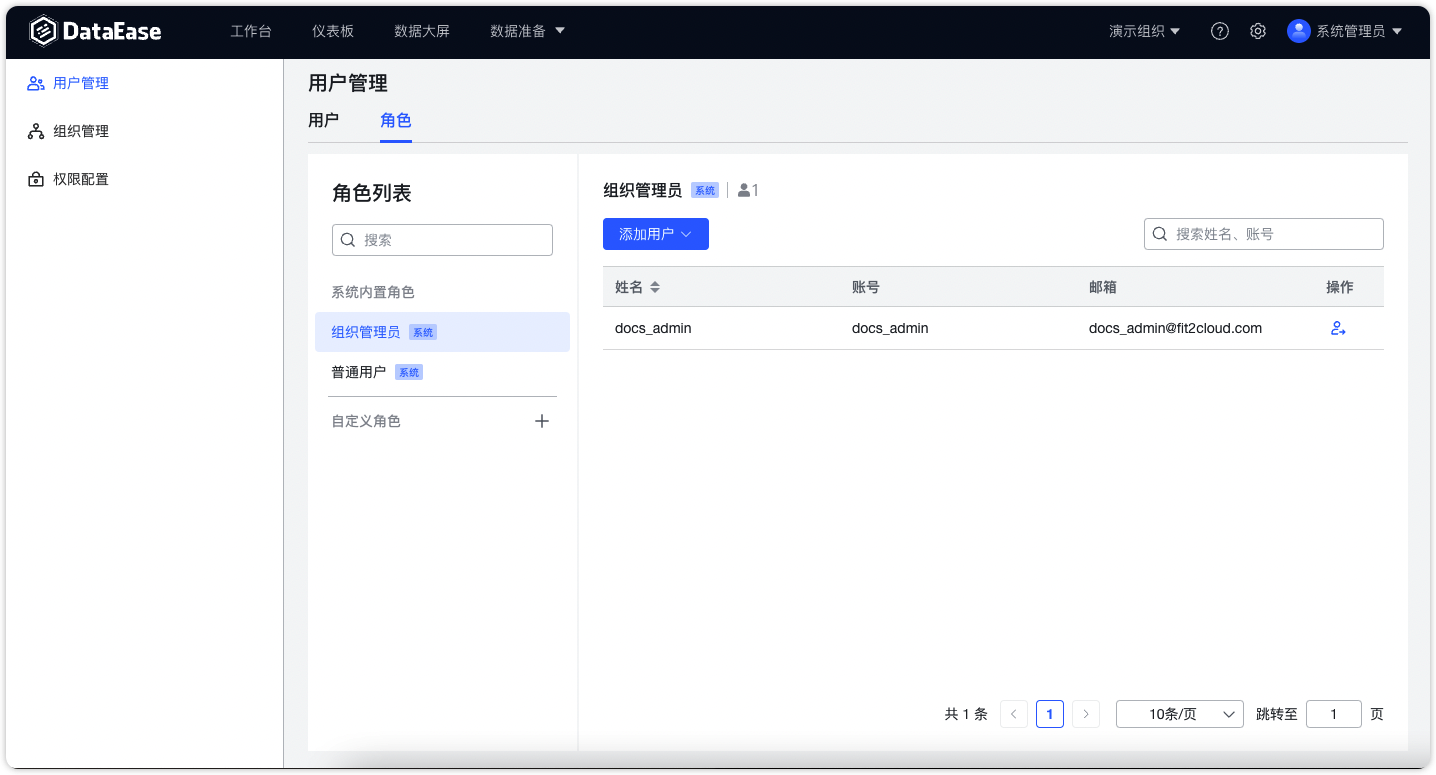 DataEase 工作台 仪表板 数据大屏 数据准备 演示组织 系统管理员
用户管理
组织管理
权限配置
用户管理
用户 角色
角色列表
搜索
系统内置角色
组织管理员 系统
普通用户 系统
自定义角色
组织管理员 系统 1
添加用户 搜索姓名、账号
姓名 账号 邮箱 操作
docs_admin docs_admin docs_admin@fit2cloud.com
共 1 条 1 10条/页 跳转至 1 页